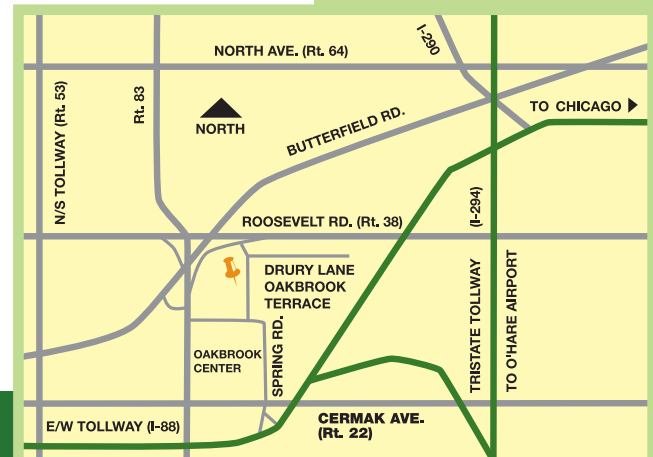 NORTH AVE. (Rt. 64)
I-290
N/S TOLLWAY (Rt. 53)
Rt. 83
NORTH
BUTTERFIELD RD.
TO CHICAGO
ROOSEVELT RD. (Rt. 38)
(I-294)
TRISTATE TOLLWAY
TO O'HARE AIRPORT
DRURY LANE
OAKBROOK
TERRACE
SPRING RD.
OAKBROOK
CENTER
CERMAK AVE.
(Rt. 22)
E/W TOLLWAY (I-88)